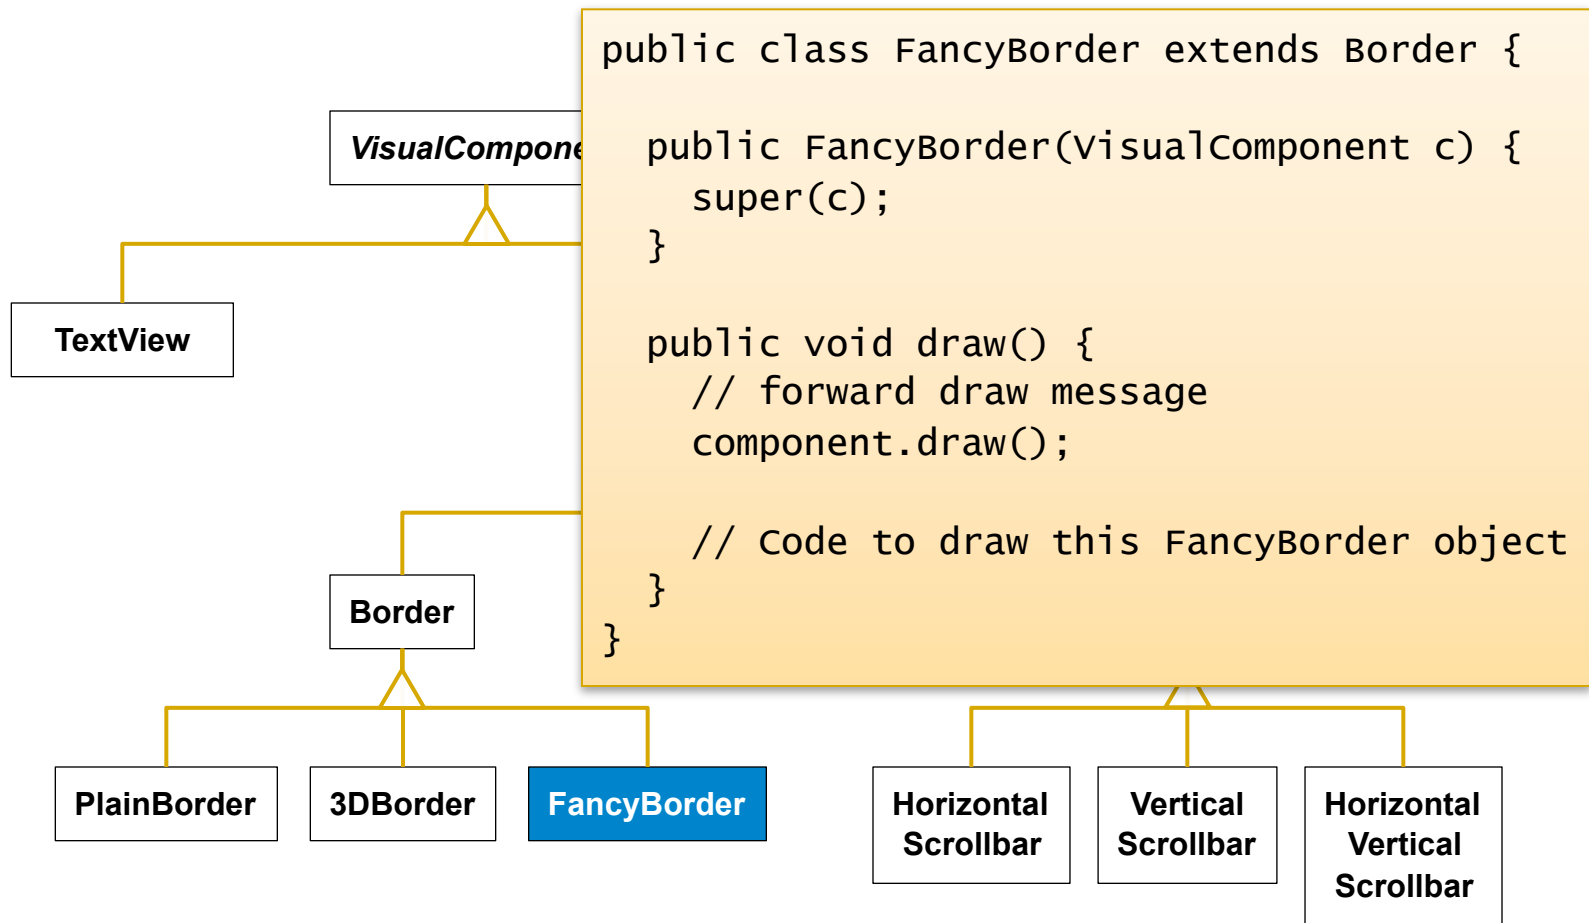 public class FancyBorder extends Border {
public FancyBorder(VisualComponent c) {
super(c);
}
public void draw() {
// forward draw message
component.draw();
// Code to draw this FancyBorder object
}
}
VisualCompone
TextView
Border
PlainBorder
3DBorder
FancyBorder
Horizontal
Scrollbar
Vertical
Scrollbar
Horizontal
Vertical
Scrollbar